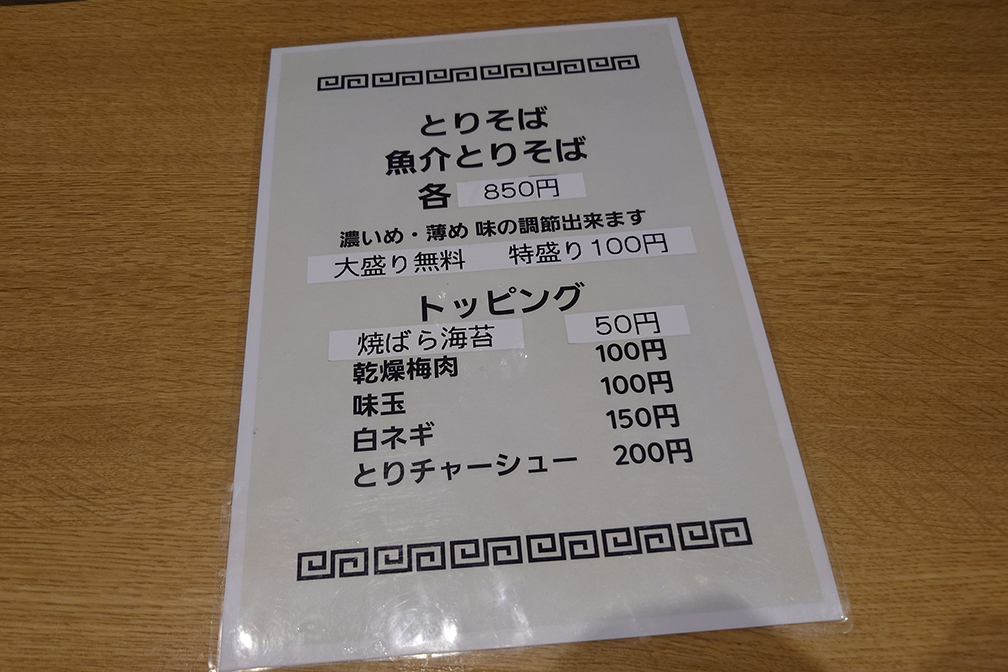 とりそば
魚介とりそば
各 850円
濃いめ・薄め 味の調節出来ます
大盛り無料 特盛り100円
トッピング
焼ばら海苔 50円
乾燥梅肉 100円
味玉 100円
白ネギ 150円
とりチャーシュー 200円